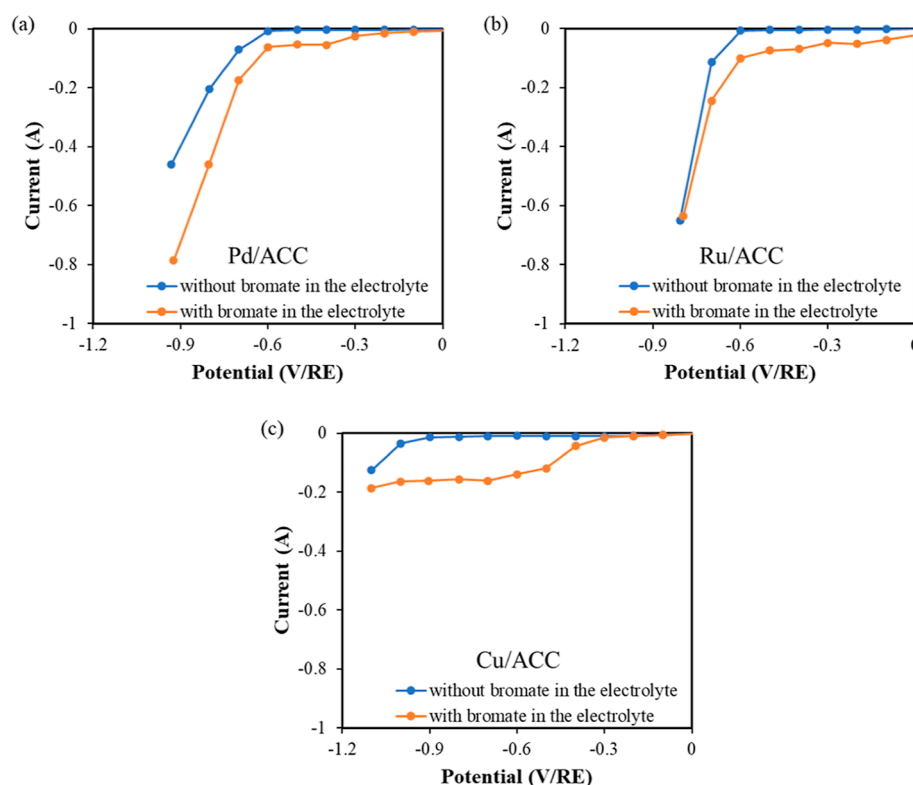 (a)
0
-0.2
-0.4
-0.6
-0.8
-1
Current (A)
Pd/ACC
without bromate in the electrolyte
with bromate in the electrolyte
-1.2 -0.9 -0.6 -0.3 0
Potential (V/RE)
(b)
0
-0.2
-0.4
-0.6
-0.8
-1
Current (A)
Ru/ACC
without bromate in the electrolyte
with bromate in the electrolyte
-1.2 -0.9 -0.6 -0.3 0
Potential (V/RE)
(c)
0
-0.2
-0.4
-0.6
-0.8
-1
Current (A)
Cu/ACC
without bromate in the electrolyte
with bromate in the electrolyte
-1.2 -0.9 -0.6 -0.3 0
Potential (V/RE)